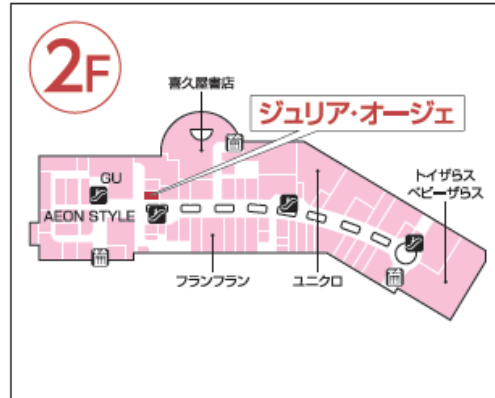 2F
喜久屋書店
ジュリア・オージェ
トイザらス
ベビーザらス
GU
AEON STYLE
フランフラン
ユニクロ